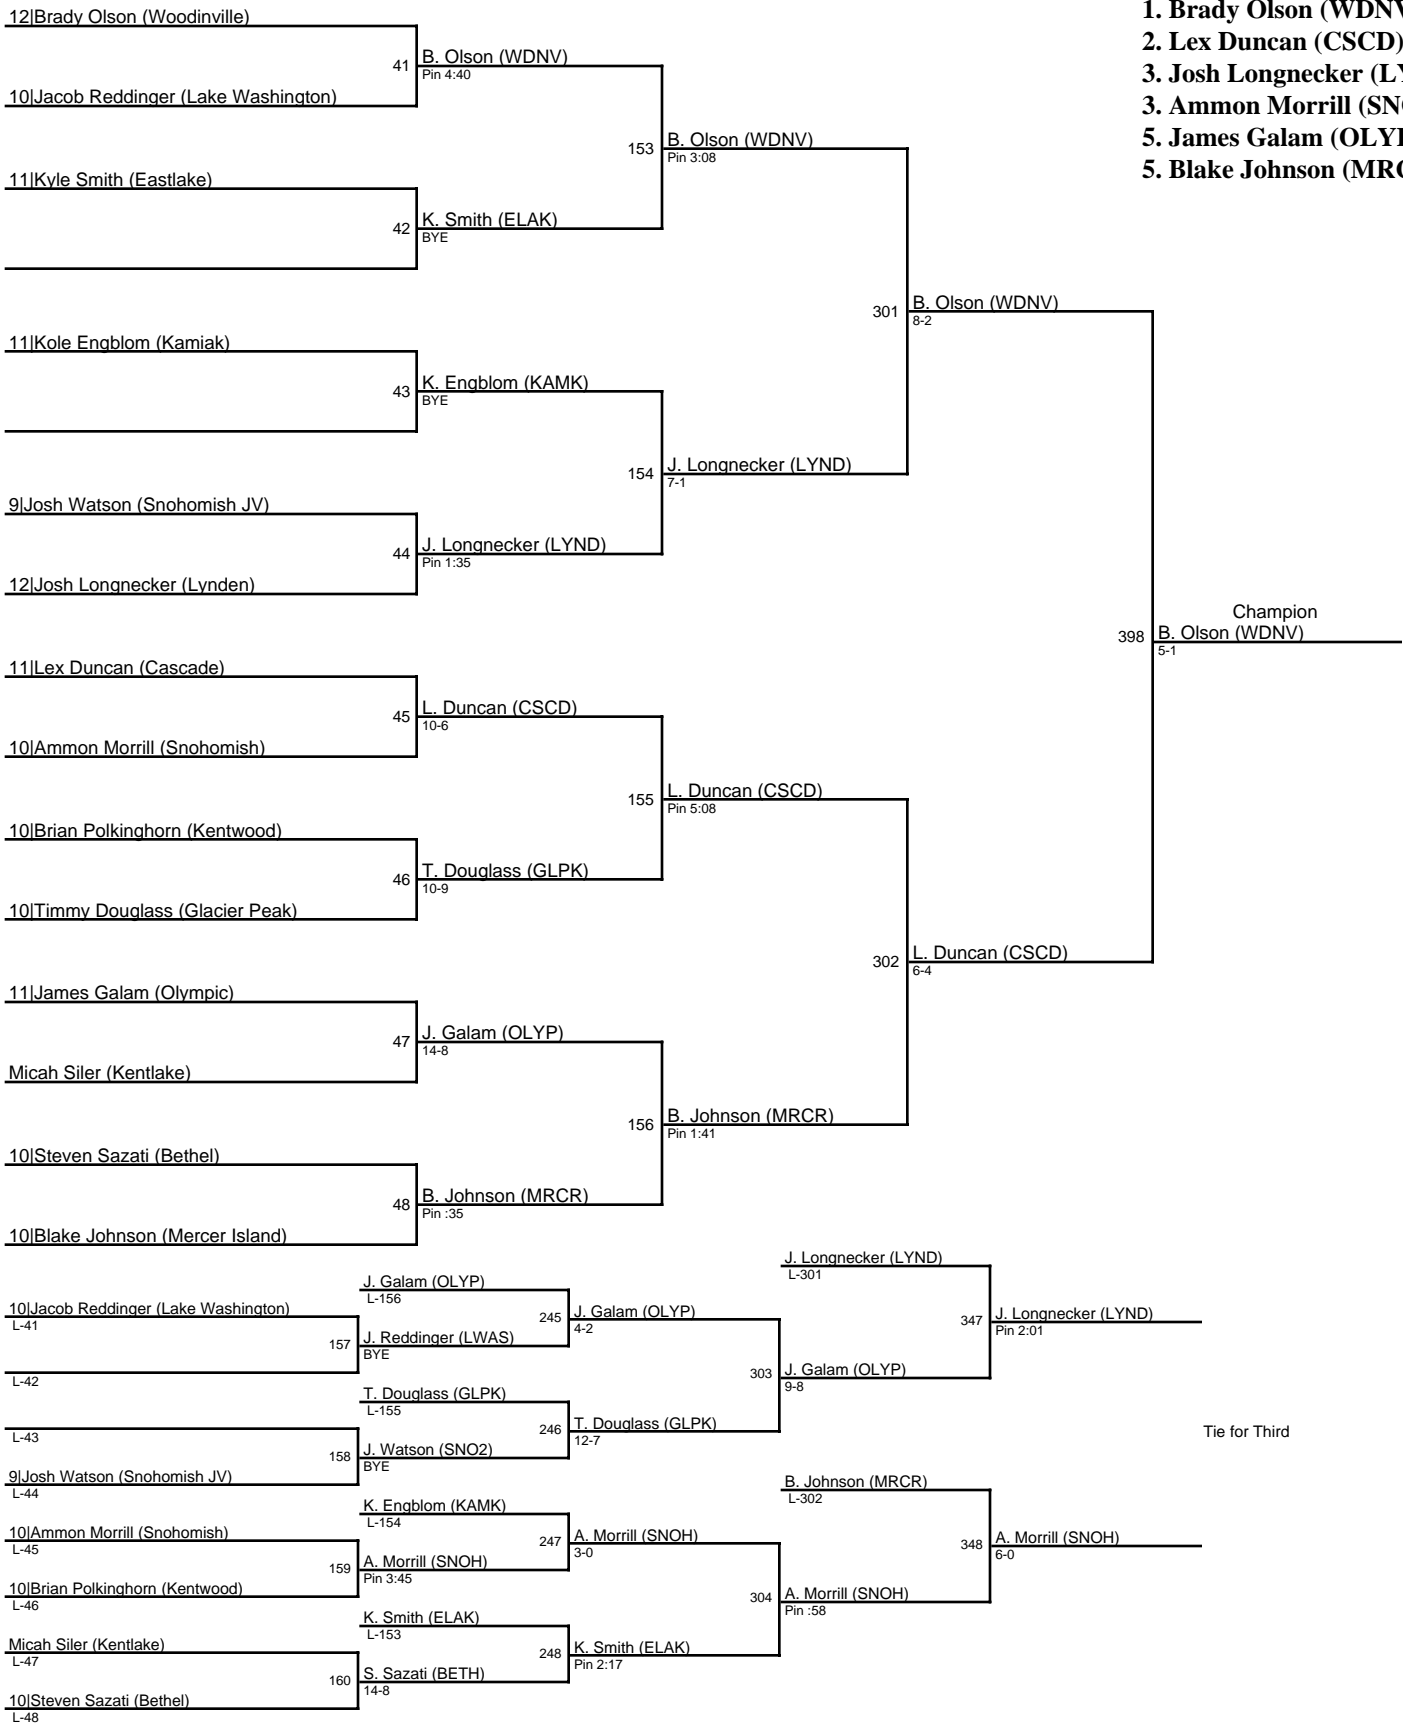 1. Brady Olson (WDNV
2. Lex Duncan (CSCD)
3. Josh Longnecker (LY
3. Ammon Morrill (SNO
5. James Galam (OLYP
5. Blake Johnson (MRC
12|Brady Olson (Woodinville)
41
B. Olson (WDNV)
Pin 4:40
10|Jacob Reddinger (Lake Washington)
153
B. Olson (WDNV)
Pin 3:08
11|Kyle Smith (Eastlake)
42
K. Smith (ELAK)
BYE
301
B. Olson (WDNV)
8-2
11|Kole Engblom (Kamiak)
43
K. Engblom (KAMK)
BYE
154
J. Longnecker (LYND)
7-1
9|Josh Watson (Snohomish JV)
44
J. Longnecker (LYND)
Pin 1:35
12|Josh Longnecker (Lynden)
Champion
398
B. Olson (WDNV)
5-1
11|Lex Duncan (Cascade)
45
L. Duncan (CSCD)
10-6
10|Ammon Morrill (Snohomish)
155
L. Duncan (CSCD)
Pin 5:08
10|Brian Polkinghorn (Kentwood)
46
T. Douglass (GLPK)
10-9
10|Timmy Douglass (Glacier Peak)
302
L. Duncan (CSCD)
6-4
11|James Galam (Olympic)
47
J. Galam (OLYP)
14-8
Micah Siler (Kentlake)
156
B. Johnson (MRCR)
Pin 1:41
10|Steven Sazati (Bethel)
48
B. Johnson (MRCR)
Pin :35
10|Blake Johnson (Mercer Island)
J. Longnecker (LYND)
L-301
J. Galam (OLYP)
L-156
10|Jacob Reddinger (Lake Washington)
L-41
245
J. Galam (OLYP)
4-2
347
J. Longnecker (LYND)
Pin 2:01
157
J. Reddinger (LWAS)
BYE
L-42
303
J. Galam (OLYP)
9-8
T. Douglass (GLPK)
L-155
L-43
246
T. Douglass (GLPK)
12-7
Tie for Third
158
J. Watson (SNO2)
BYE
9|Josh Watson (Snohomish JV)
L-44
B. Johnson (MRCR)
L-302
K. Engblom (KAMK)
L-154
10|Ammon Morrill (Snohomish)
L-45
247
A. Morrill (SNOH)
3-0
348
A. Morrill (SNOH)
6-0
159
A. Morrill (SNOH)
Pin 3:45
10|Brian Polkinghorn (Kentwood)
L-46
304
A. Morrill (SNOH)
Pin :58
K. Smith (ELAK)
L-153
Micah Siler (Kentlake)
L-47
248
K. Smith (ELAK)
Pin 2:17
160
S. Sazati (BETH)
14-8
10|Steven Sazati (Bethel)
L-48